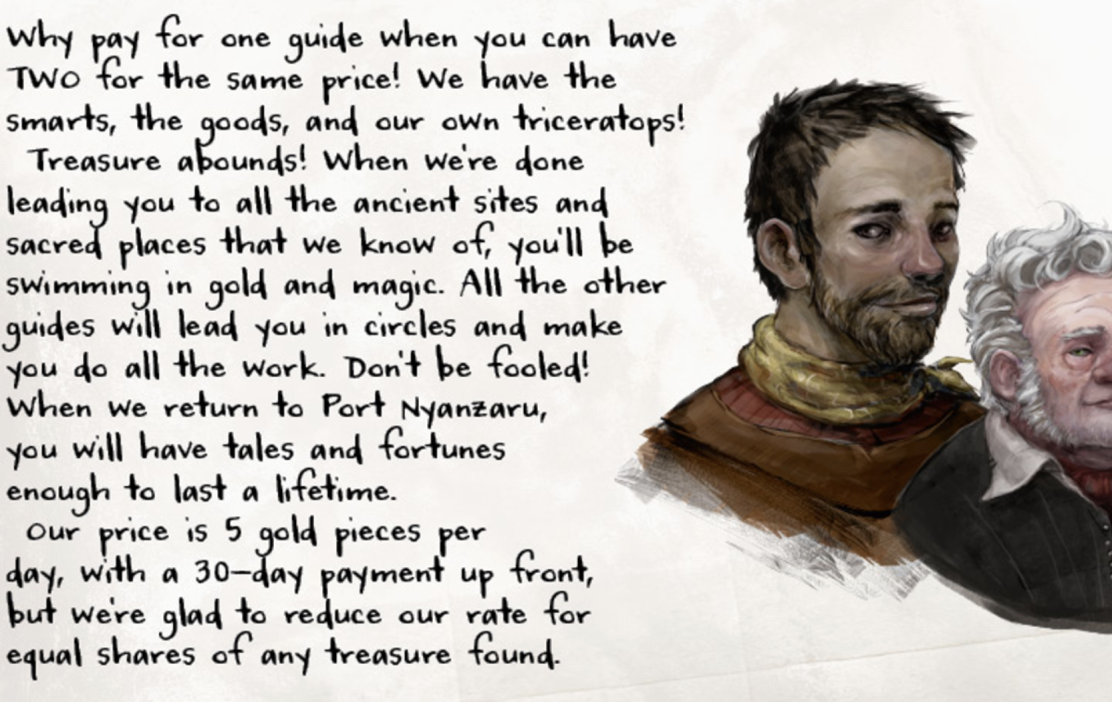 Why pay for one guide when you can have
TWO for the same price! We have the
smarts, the goods, and our own triceratops!
Treasure abounds! When we're done
leading you to all the ancient sites and
sacred places that we know of, you'll be
swimming in gold and magic. All the other
guides will lead you in circles and make
you do all the work. Don't be fooled!
When we return to Port Nyanzaru,
you will have tales and fortunes
enough to last a lifetime.
Our price is 5 gold pieces per
day, with a 30-day payment up front,
but we're glad to reduce our rate for
equal shares of any treasure found.